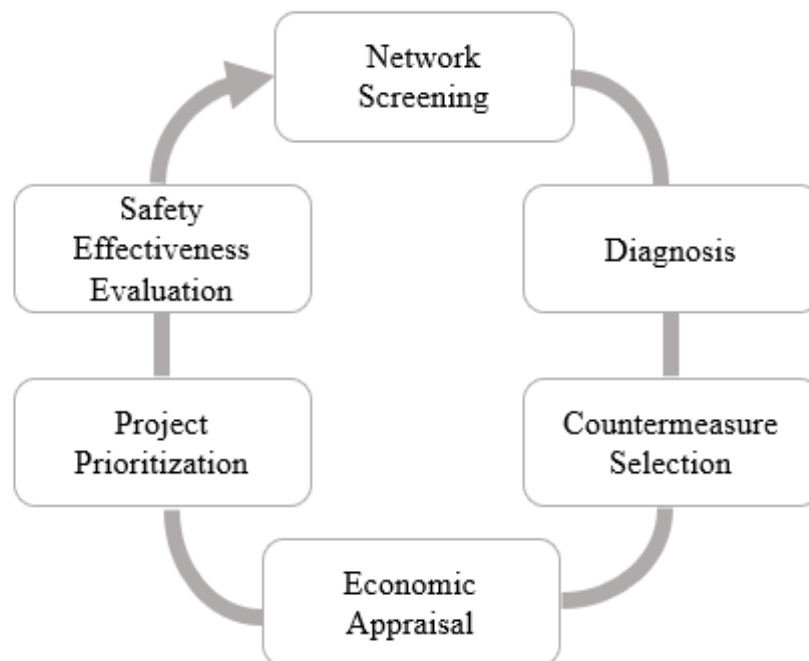 Network
Screening
Diagnosis
Countermeasure
Selection
Economic
Appraisal
Project
Prioritization
Safety
Effectiveness
Evaluation